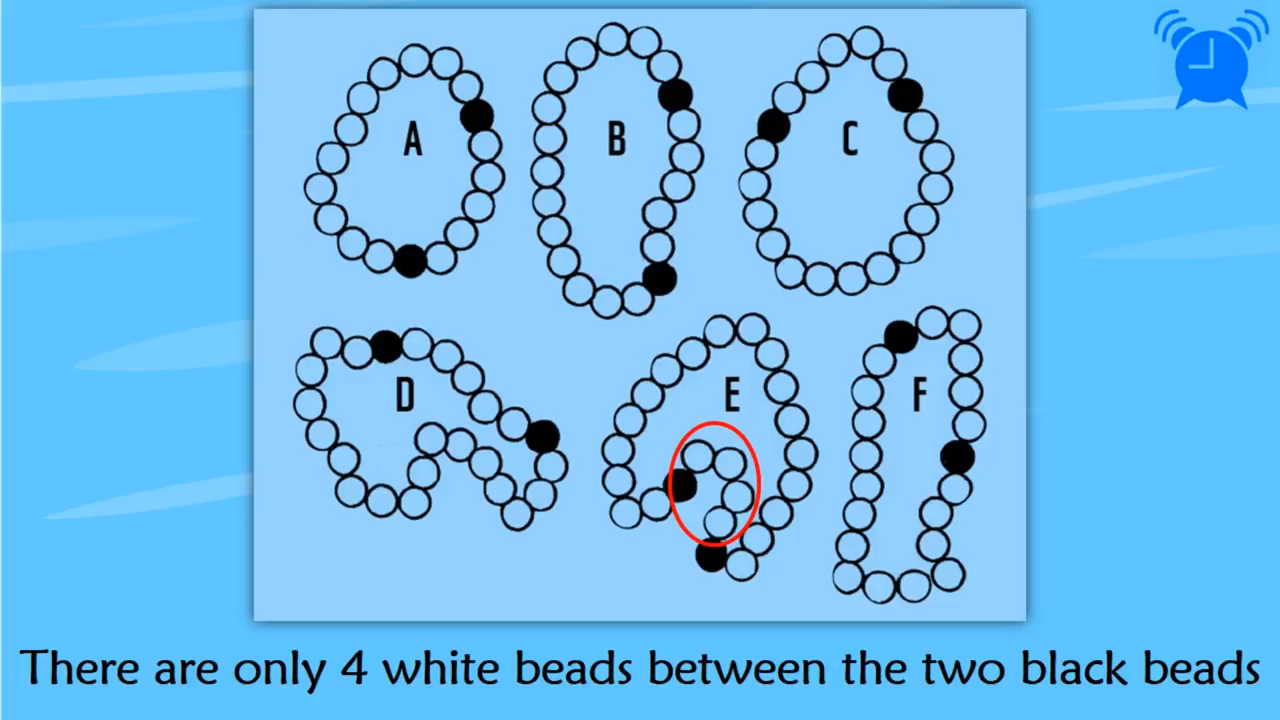 A
B
C
D
E
F
There are only 4 white beads between the two black beads